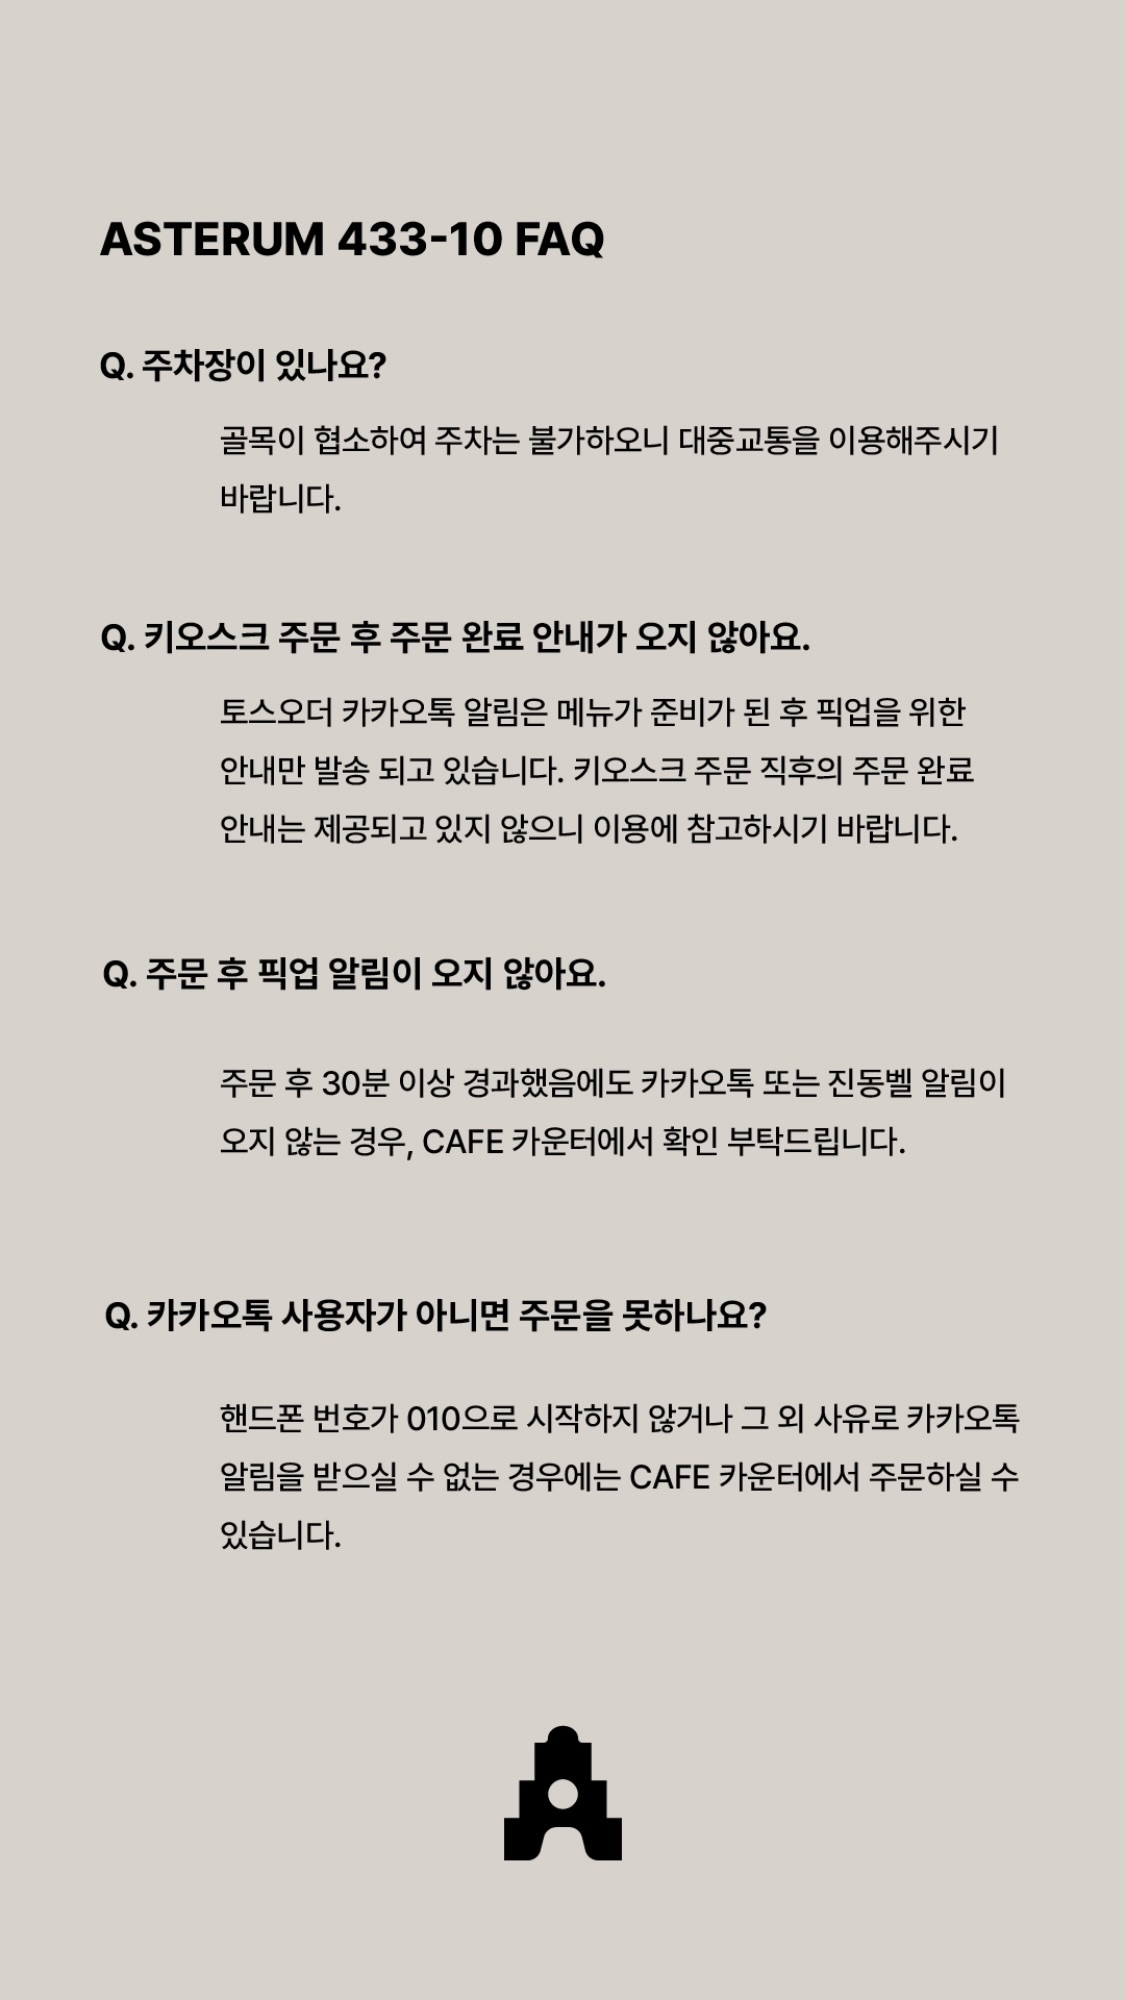 ASTERUM 433-10 FAQ
Q. 주차장이 있나요?
골목이 협소하여 주차는 불가하오니 대중교통을 이용해주시기
바랍니다.
Q. 키오스크 주문 후 주문 완료 안내가 오지 않아요.
토스오더 카카오톡 알림은 메뉴가 준비가 된 후 픽업을 위한
안내만 발송 되고 있습니다. 키오스크 주문 직후의 주문 완료
안내는 제공되고 있지 않으니 이용에 참고하시기 바랍니다.
Q. 주문 후 픽업 알림이 오지 않아요.
주문 후 30분 이상 경과했음에도 카카오톡 또는 진동벨 알림이
오지 않는 경우, CAFE 카운터에서 확인 부탁드립니다.
Q. 카카오톡 사용자가 아니면 주문을 못하나요?
핸드폰 번호가 010으로 시작하지 않거나 그 외 사유로 카카오톡
알림을 받으실 수 없는 경우에는 CAFE 카운터에서 주문하실 수
있습니다.